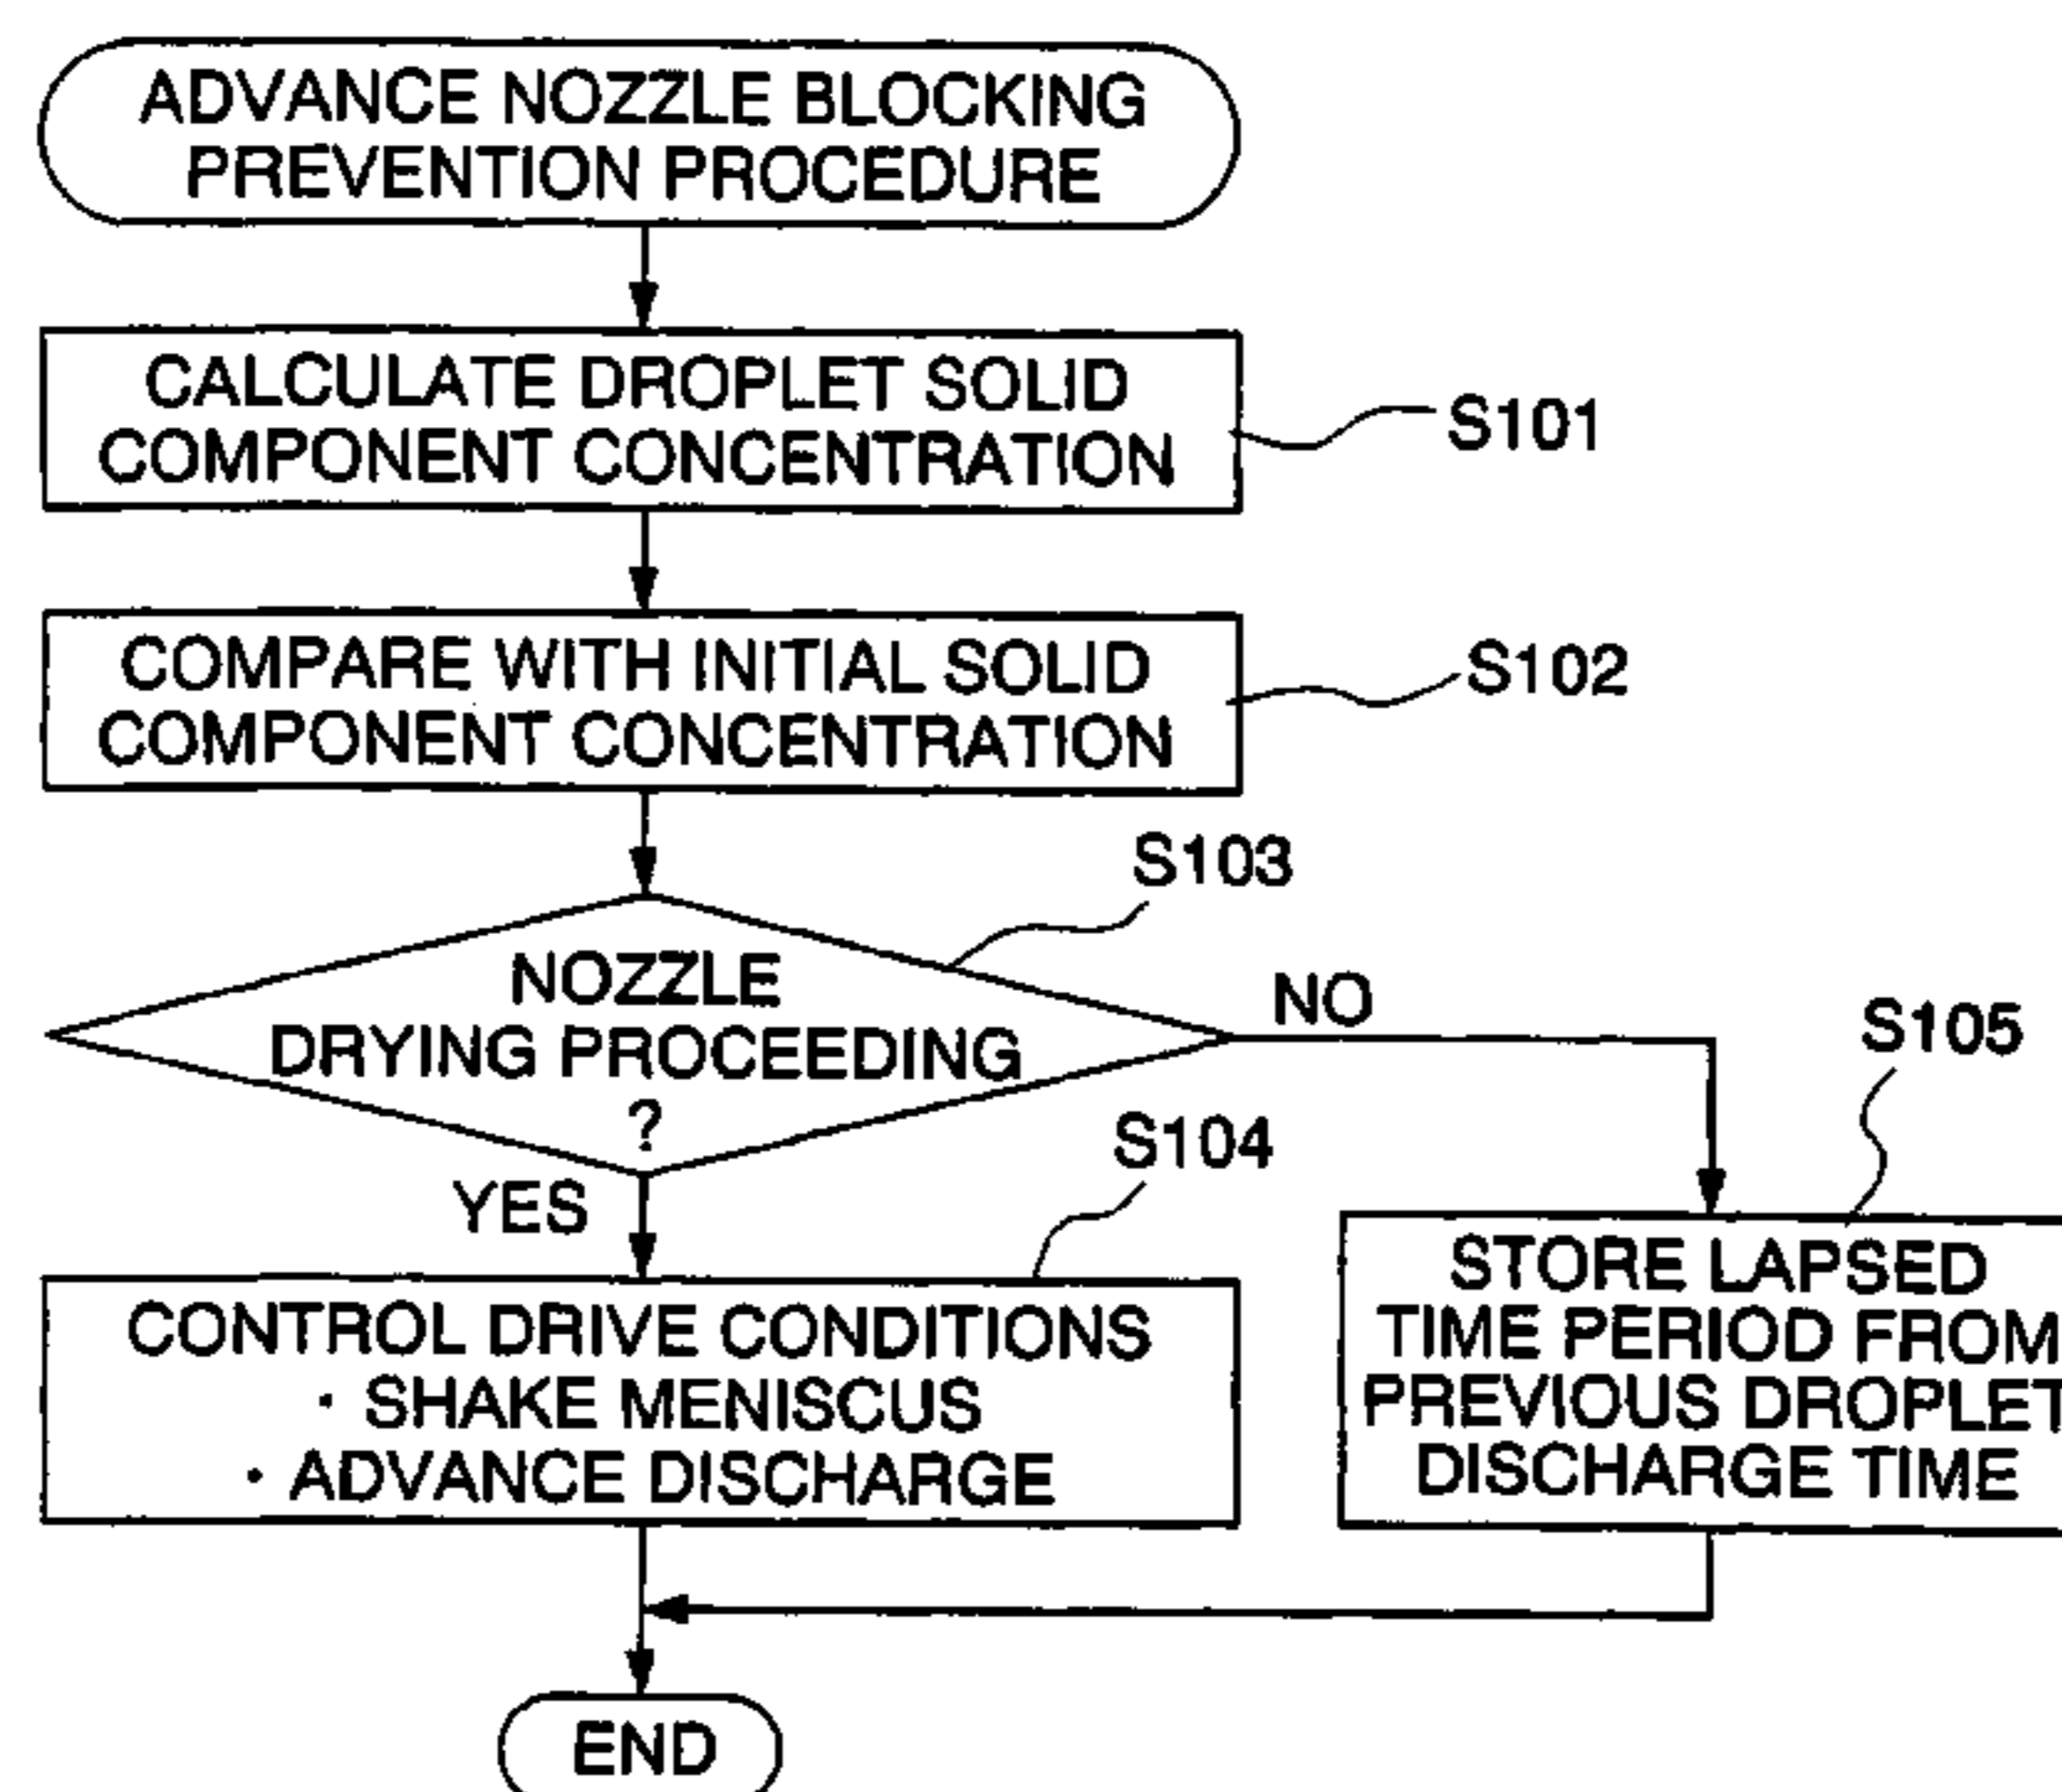 ADVANCE NOZZLE BLOCKING
PREVENTION PROCEDURE
CALCULATE DROPLET SOLID
COMPONENT CONCENTRATION
S101
COMPARE WITH INITIAL SOLID
COMPONENT CONCENTRATION
S102
S103
NOZZLE
DRYING PROCEEDING
?
NO
YES
S104
S105
CONTROL DRIVE CONDITIONS
· SHAKE MENISCUS
· ADVANCE DISCHARGE
STORE LAPSED
TIME PERIOD FROM
PREVIOUS DROPLET
DISCHARGE TIME
END